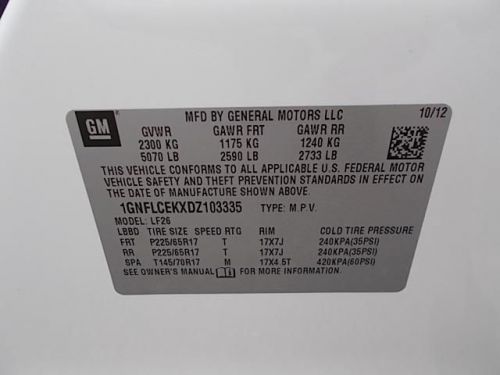 GM
MFD BY GENERAL MOTORS LLC 10/12
GVWR GAWR FRT GAWR RR
2300 KG 1175 KG 1240 KG
5070 LB 2590 LB 2733 LB
THIS VEHICLE CONFORMS TO ALL APPLICABLE U.S. FEDERAL MOTOR
VEHICLE SAFETY AND THEFT PREVENTION STANDARDS IN EFFECT ON
THE DATE OF MANUFACTURE SHOWN ABOVE.
1GNFLCEKXDZ103335 TYPE: M.P.V.
MODEL: LF26
LBBD TIRE SIZE SPEED RTG RIM COLD TIRE PRESSURE
FRT P225/65R17 T 17X7J 240KPA(35PSI)
RR P225/65R17 T 17X7J 240KPA(35PSI)
SPA T145/70R17 M 17X4.5T 420KPA(60PSI)
SEE OWNER'S MANUAL FOR MORE INFORMATION